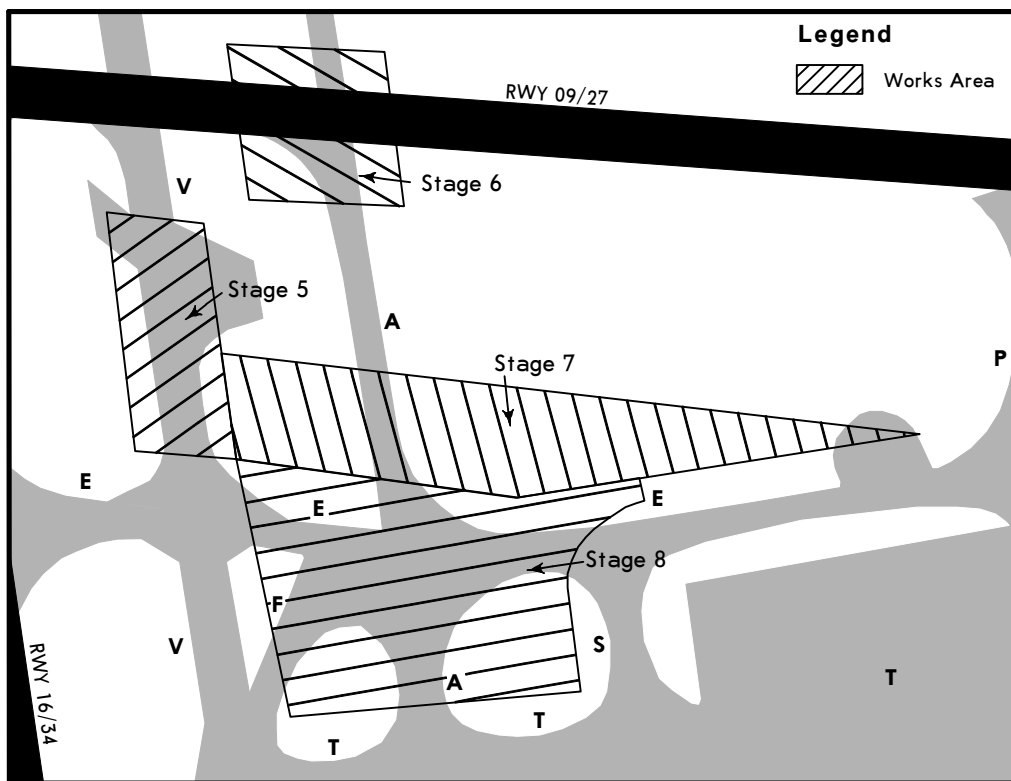 Legend
Works Area
RWY 09/27
V
Stage 6
Stage 5
A
Stage 7
P
E
E
E
Stage 8
F
V
S
A
T
T
T
RWY 16/34